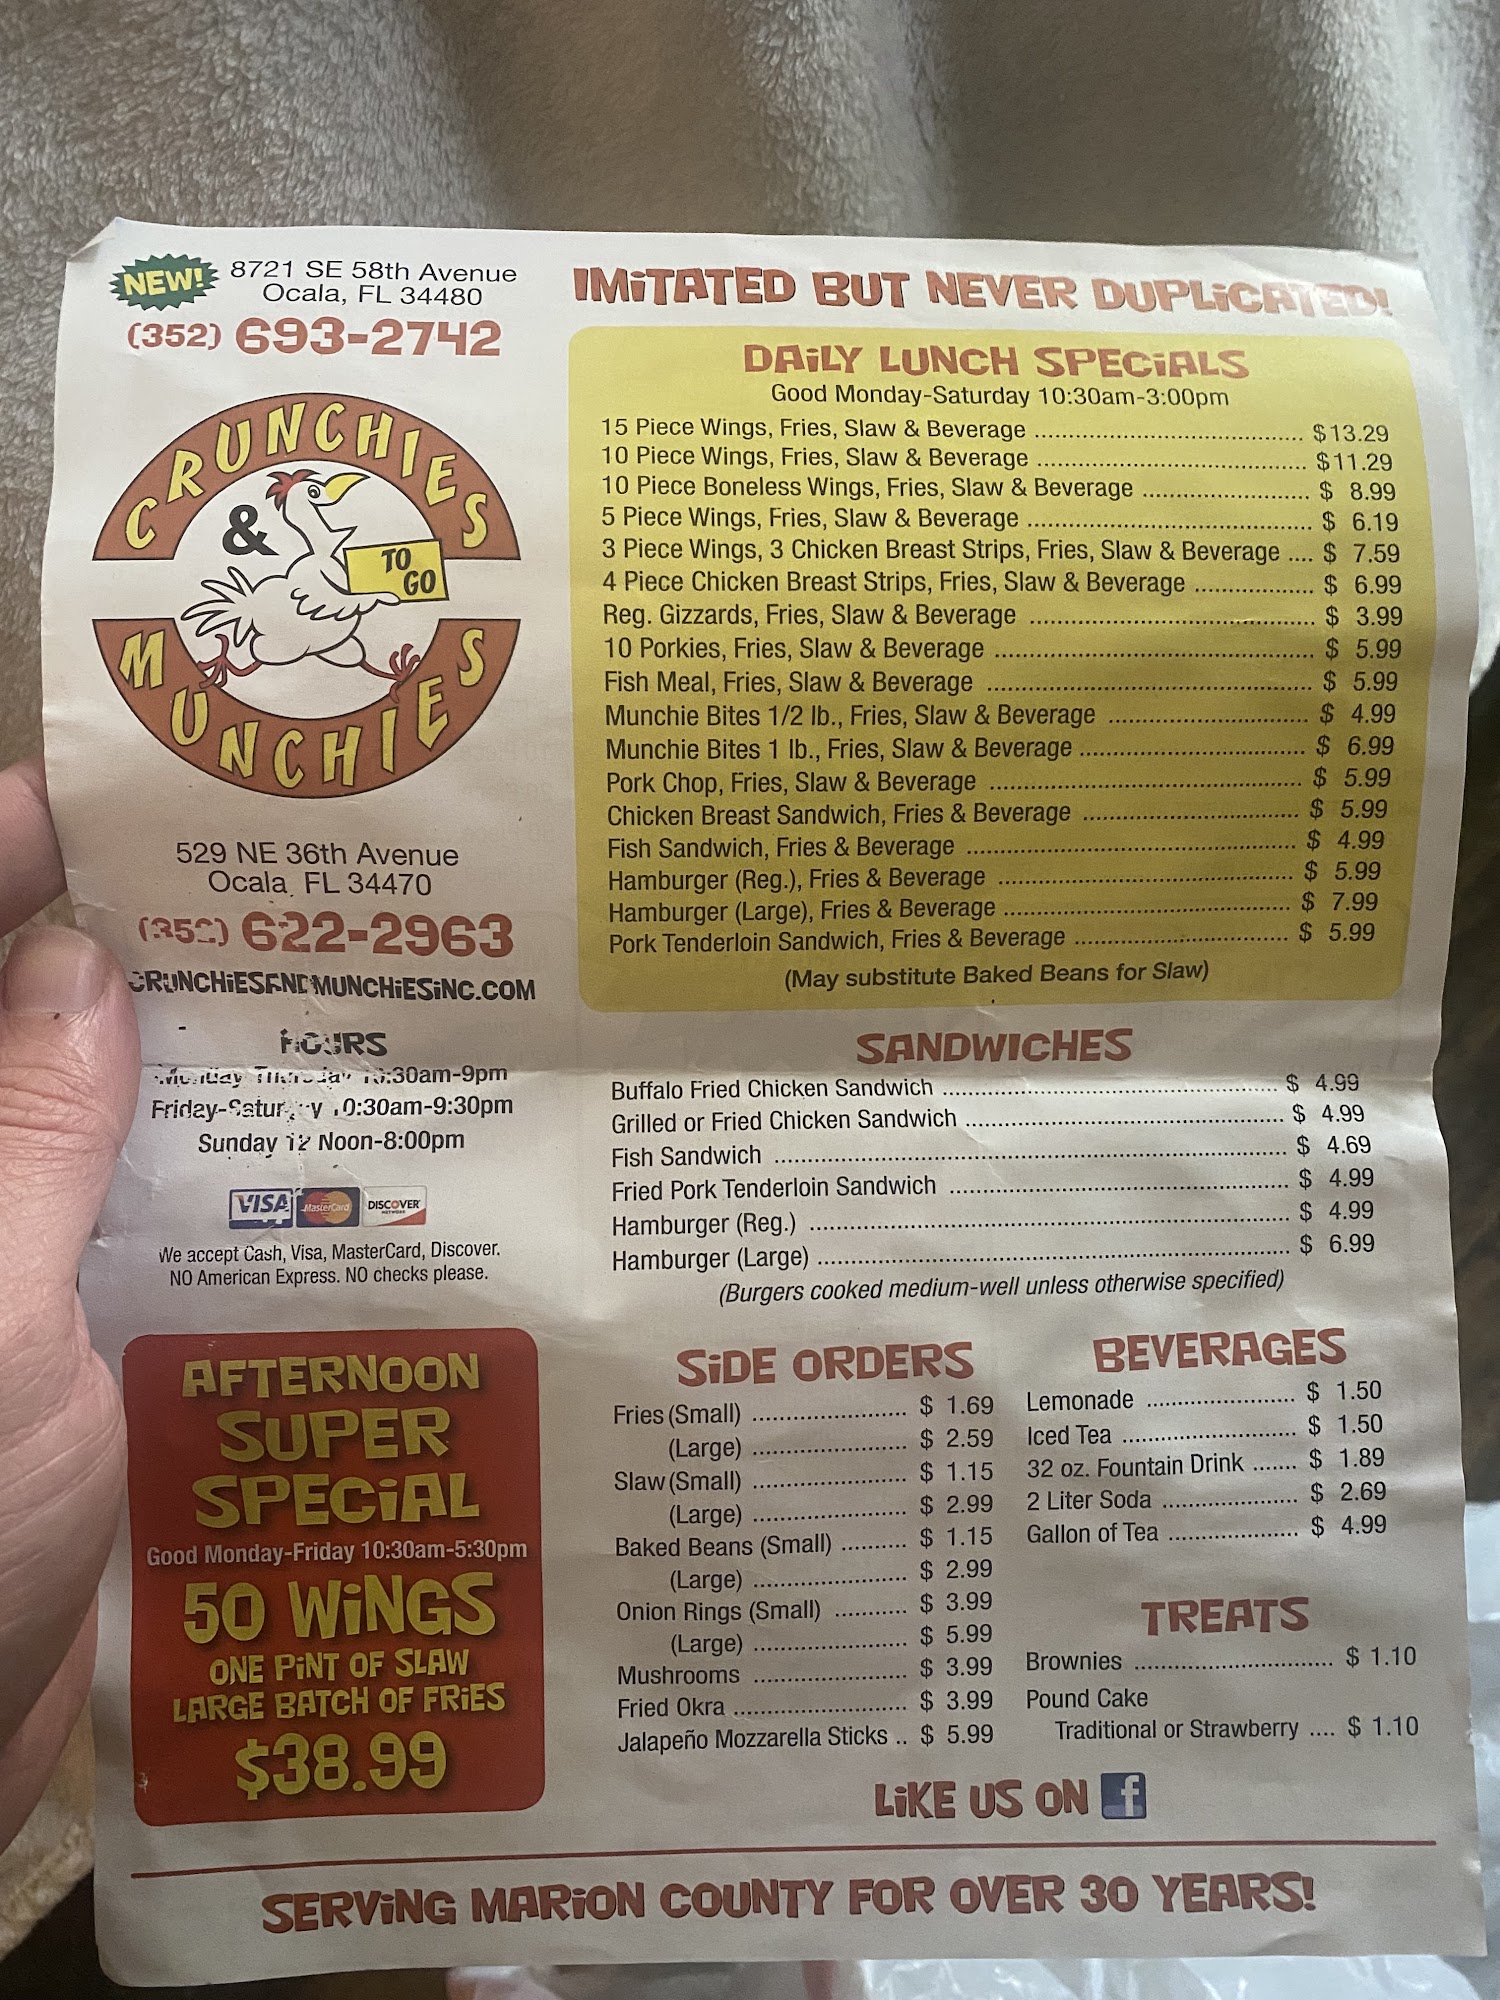 NEW! 8721 SE 58th Avenue
Ocala, FL 34480
(352) 693-2742
CRUNCHIES
&
TO
GO
MUNCHIES
529 NE 36th Avenue
Ocala, FL 34470
(352) 622-2963
CRUNCHiESANDMUNCHiESiNC.COM
HOURS
Monday-Thursday 10:30am-9pm
Friday-Saturday 10:30am-9:30pm
Sunday 12 Noon-8:00pm
VISA MasterCard DISCOVER NETWORK
We accept Cash, Visa, MasterCard, Discover.
NO American Express. NO checks please.
AFTERNOON
SUPER
SPECiAL
Good Monday-Friday 10:30am-5:30pm
50 WiNGS
ONE PiNT OF SLAW
LARGE BATCH OF FRiES
$38.99
IMiTATED BUT NEVER DUPLiCATED!
DAiLY LUNCH SPECiALS
Good Monday-Saturday 10:30am-3:00pm
15 Piece Wings, Fries, Slaw & Beverage ........ $13.29
10 Piece Wings, Fries, Slaw & Beverage ........ $11.29
10 Piece Boneless Wings, Fries, Slaw & Beverage ........ $ 8.99
5 Piece Wings, Fries, Slaw & Beverage ........ $ 6.19
3 Piece Wings, 3 Chicken Breast Strips, Fries, Slaw & Beverage .... $ 7.59
4 Piece Chicken Breast Strips, Fries, Slaw & Beverage ........ $ 6.99
Reg. Gizzards, Fries, Slaw & Beverage ........ $ 3.99
10 Porkies, Fries, Slaw & Beverage ........ $ 5.99
Fish Meal, Fries, Slaw & Beverage ........ $ 5.99
Munchie Bites 1/2 lb., Fries, Slaw & Beverage ........ $ 4.99
Munchie Bites 1 lb., Fries, Slaw & Beverage ........ $ 6.99
Pork Chop, Fries, Slaw & Beverage ........ $ 5.99
Chicken Breast Sandwich, Fries & Beverage ........ $ 5.99
Fish Sandwich, Fries & Beverage ........ $ 4.99
Hamburger (Reg.), Fries & Beverage ........ $ 5.99
Hamburger (Large), Fries & Beverage ........ $ 7.99
Pork Tenderloin Sandwich, Fries & Beverage ........ $ 5.99
(May substitute Baked Beans for Slaw)
SANDWiCHES
Buffalo Fried Chicken Sandwich ........ $ 4.99
Grilled or Fried Chicken Sandwich ........ $ 4.99
Fish Sandwich ........ $ 4.69
Fried Pork Tenderloin Sandwich ........ $ 4.99
Hamburger (Reg.) ........ $ 4.99
Hamburger (Large) ........ $ 6.99
(Burgers cooked medium-well unless otherwise specified)
SiDE ORDERS
Fries (Small) ........ $ 1.69
(Large) ........ $ 2.59
Slaw (Small) ........ $ 1.15
(Large) ........ $ 2.99
Baked Beans (Small) ........ $ 1.15
(Large) ........ $ 2.99
Onion Rings (Small) ........ $ 3.99
(Large) ........ $ 5.99
Mushrooms ........ $ 3.99
Fried Okra ........ $ 3.99
Jalapeño Mozzarella Sticks .. $ 5.99
BEVERAGES
Lemonade ........ $ 1.50
Iced Tea ........ $ 1.50
32 oz. Fountain Drink ....... $ 1.89
2 Liter Soda ........ $ 2.69
Gallon of Tea ........ $ 4.99
TREATS
Brownies ........ $ 1.10
Pound Cake
Traditional or Strawberry .... $ 1.10
LiKE US ON f
SERViNG MARiON COUNTY FOR OVER 30 YEARS!